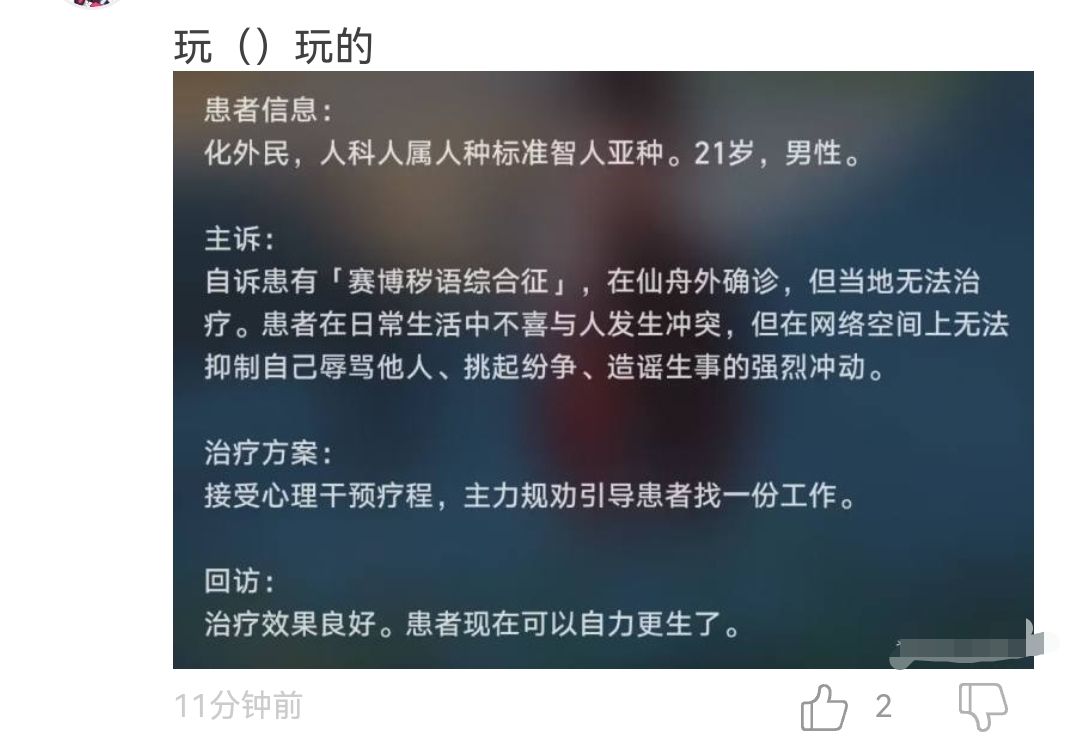 玩（）玩的
患者信息：
化外民，人科人属人种标准智人亚种。21岁，男性。
主诉：
自诉患有「赛博秽语综合征」，在仙舟外确诊，但当地无法治
疗。患者在日常生活中不喜与人发生冲突，但在网络空间上无法
抑制自己辱骂他人、挑起纷争、造谣生事的强烈冲动。
治疗方案：
接受心理干预疗程，主力规劝引导患者找一份工作。
回访：
治疗效果良好。患者现在可以自力更生了。
11分钟前
2